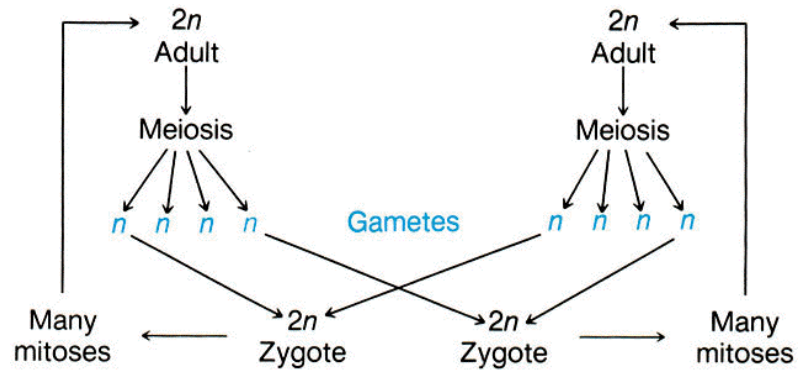 2n 2n
Adult Adult
Meiosis Meiosis
n n n n Gametes n n n n
2n 2n
Many Zygote Zygote Many
mitoses mitoses